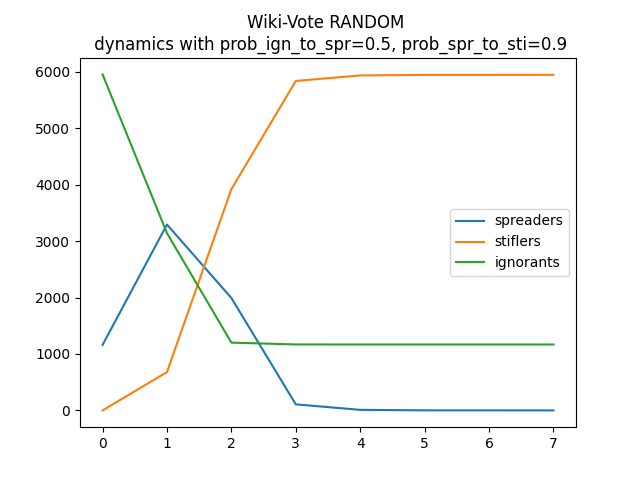 Wiki-Vote RANDOM
dynamics with prob_ign_to_spr=0.5, prob_spr_to_sti=0.9
6000
5000
4000
3000
2000
1000
0
spreaders
stiflers
ignorants
0 1 2 3 4 5 6 7